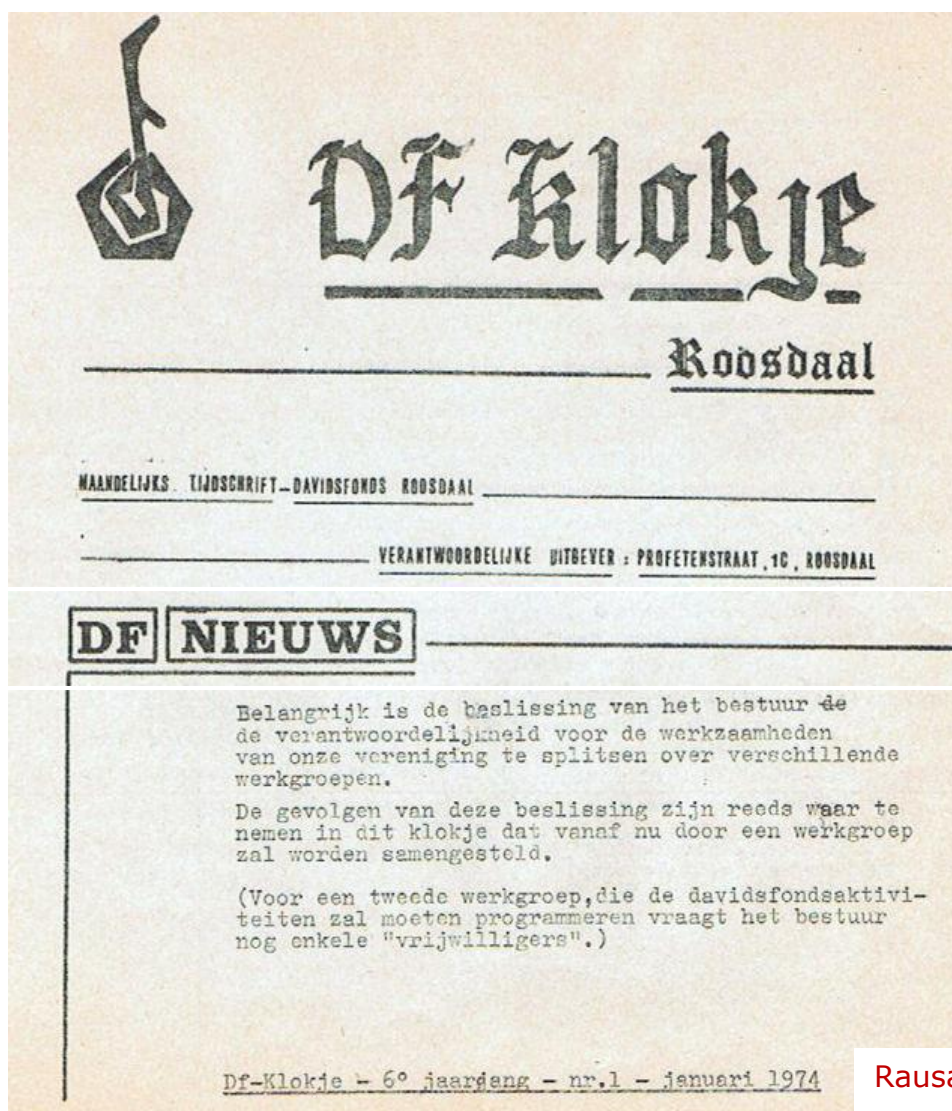 DF Klokje
Roosdaal
MAANDELIJKS TIJDSCHRIFT - DAVIDSFONDS ROOSDAAL
VERANTWOORDELIJKE UITGEVER : PROFETENSTRAAT, 1C, ROOSDAAL
DF NIEUWS
Belangrijk is de beslissing van het bestuur de
de verantwoordelijkheid voor de werkzaamheden
van onze vereniging te splitsen over verschillende
werkgroepen.
De gevolgen van deze beslissing zijn reeds waar te
nemen in dit klokje dat vanaf nu door een werkgroep
zal worden samengesteld.
(Voor een tweede werkgroep,die de davidsfondsaktivi-
teiten zal moeten programmeren vraagt het bestuur
nog enkele "vrijwilligers".)
Df-Klokje - 6° jaargang - nr.1 - januari 1974